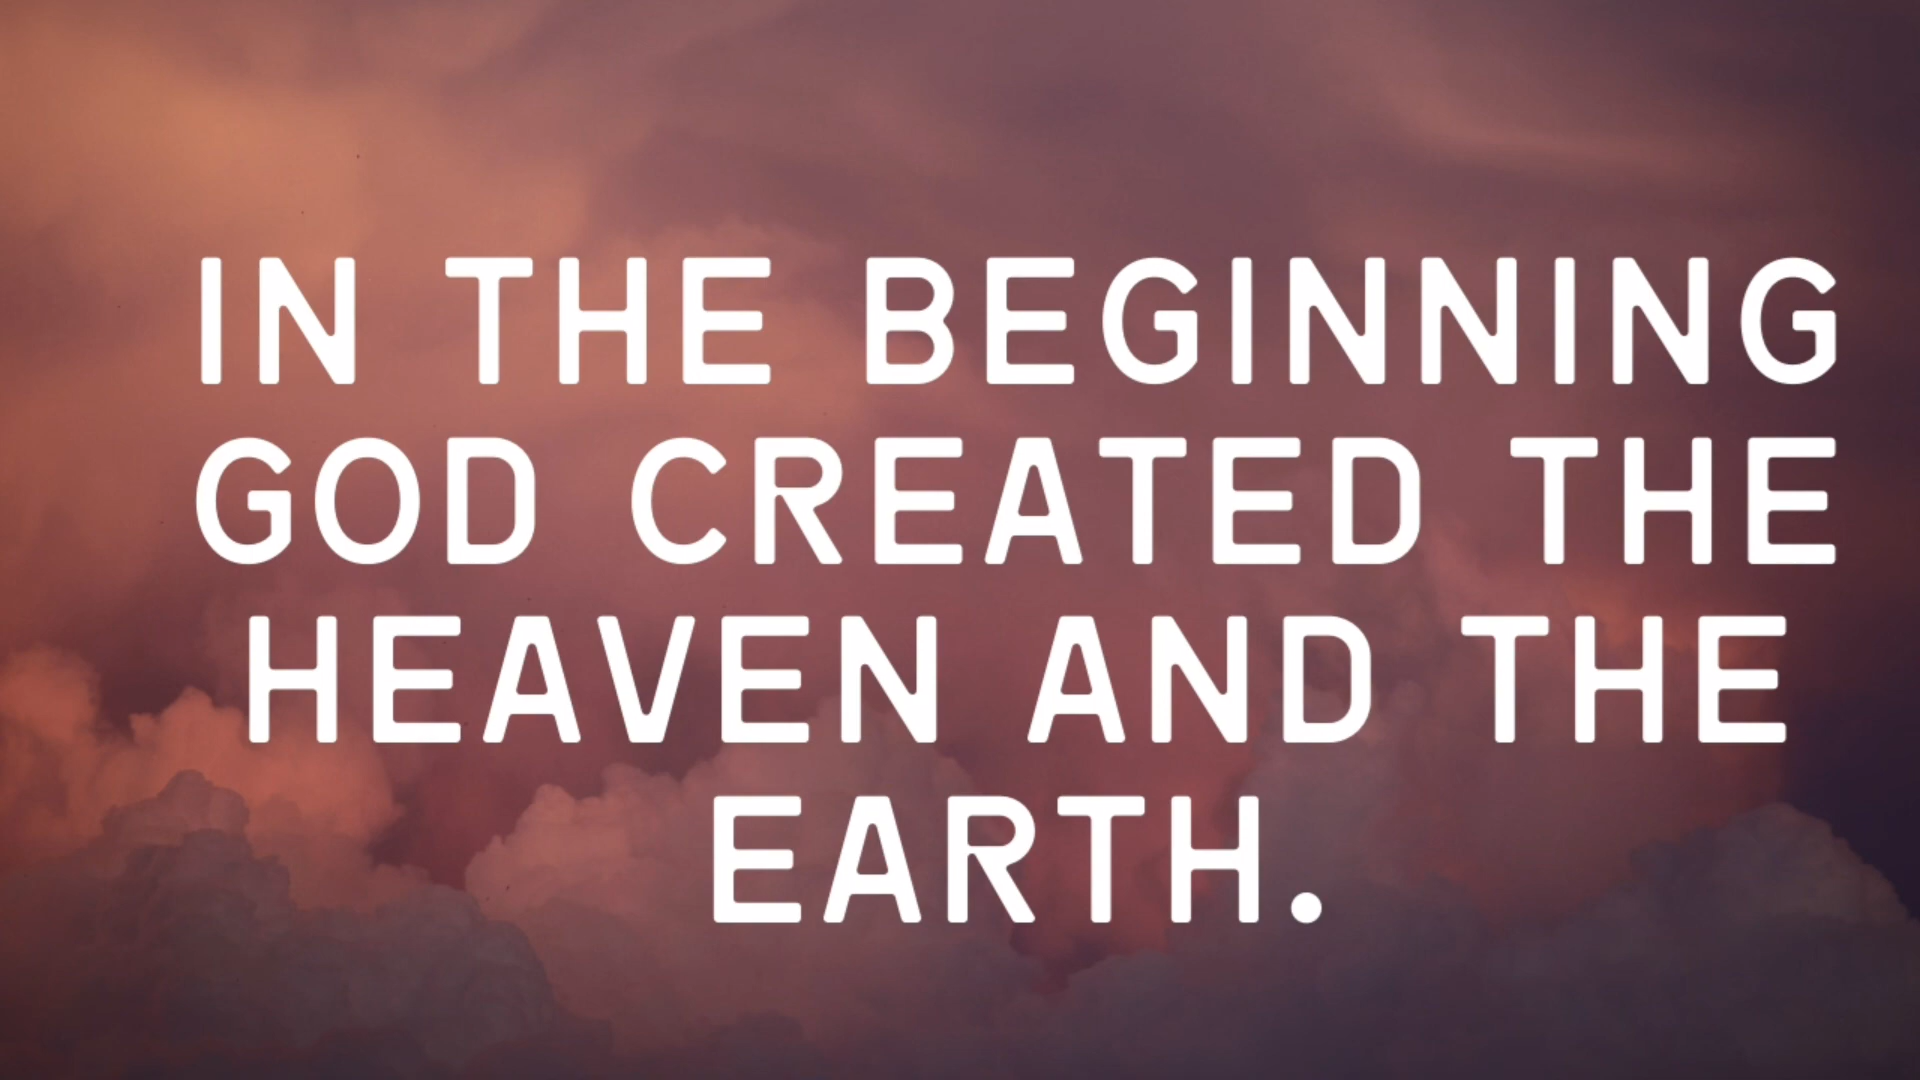 IN THE BEGINNING
GOD CREATED THE
HEAVEN AND THE
EARTH.